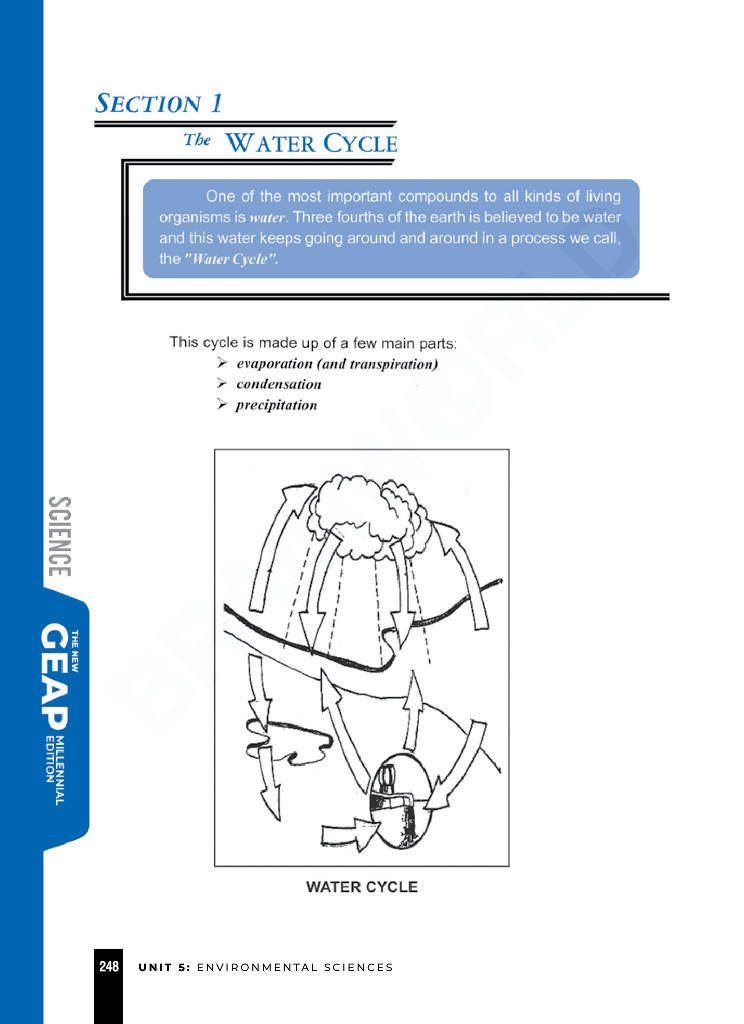 SECTION 1
The WATER CYCLE
One of the most important compounds to all kinds of living
organisms is water. Three fourths of the earth is believed to be water
and this water keeps going around and around in a process we call,
the "Water Cycle".
This cycle is made up of a few main parts:
➢ evaporation (and transpiration)
➢ condensation
➢ precipitation
WATER CYCLE
SCIENCE
THE NEW
GEAP
MILLENNIAL
EDITION
248 UNIT 5: ENVIRONMENTAL SCIENCES